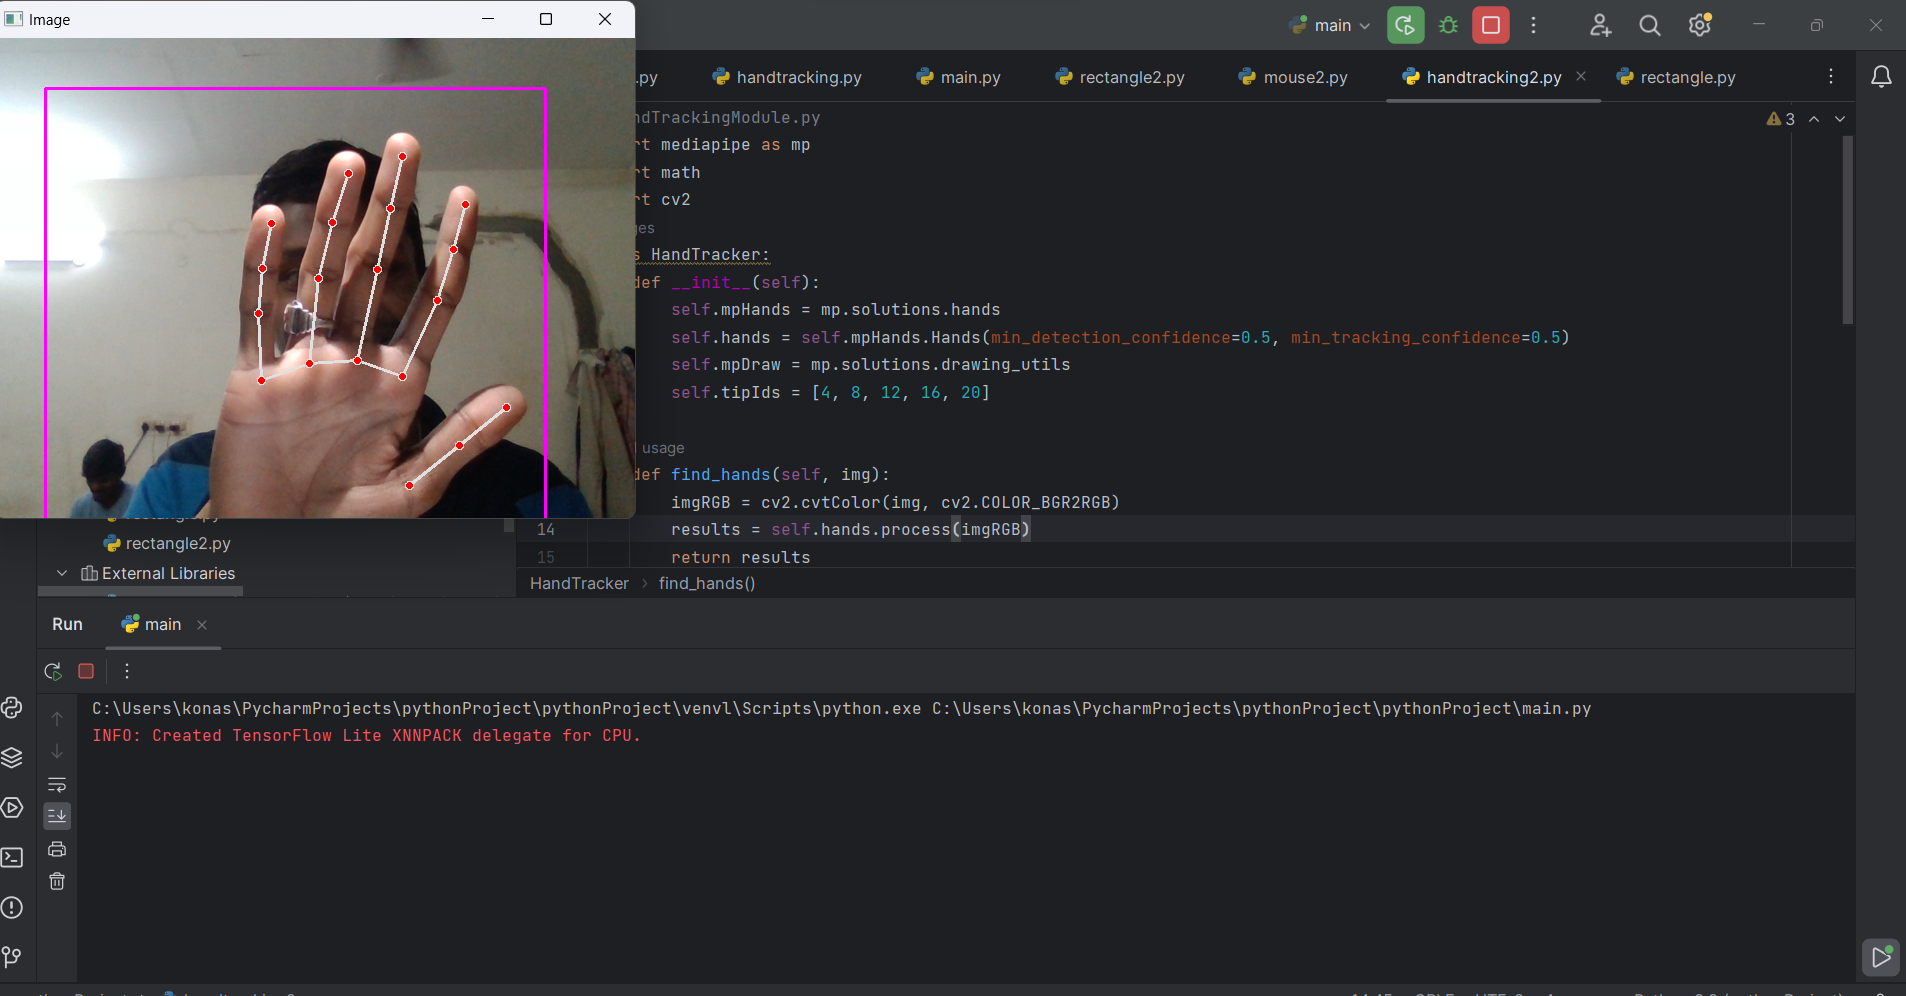 Image
main
.py
handtracking.py
main.py
rectangle2.py
mouse2.py
handtracking2.py
rectangle.py
ndTrackingModule.py
3
rt mediapipe as mp
rt math
rt cv2
ges
s HandTracker:
def __init__(self):
self.mpHands = mp.solutions.hands
self.hands = self.mpHands.Hands(min_detection_confidence=0.5, min_tracking_confidence=0.5)
self.mpDraw = mp.solutions.drawing_utils
self.tipIds = [4, 8, 12, 16, 20]
usage
def find_hands(self, img):
imgRGB = cv2.cvtColor(img, cv2.COLOR_BGR2RGB)
14 results = self.hands.process(imgRGB)
15 return results
rectangle2.py
External Libraries
HandTracker > find_hands()
Run
main
C:\Users\konas\PycharmProjects\pythonProject\pythonProject\venvl\Scripts\python.exe C:\Users\konas\PycharmProjects\pythonProject\pythonProject\main.py
INFO: Created TensorFlow Lite XNNPACK delegate for CPU.